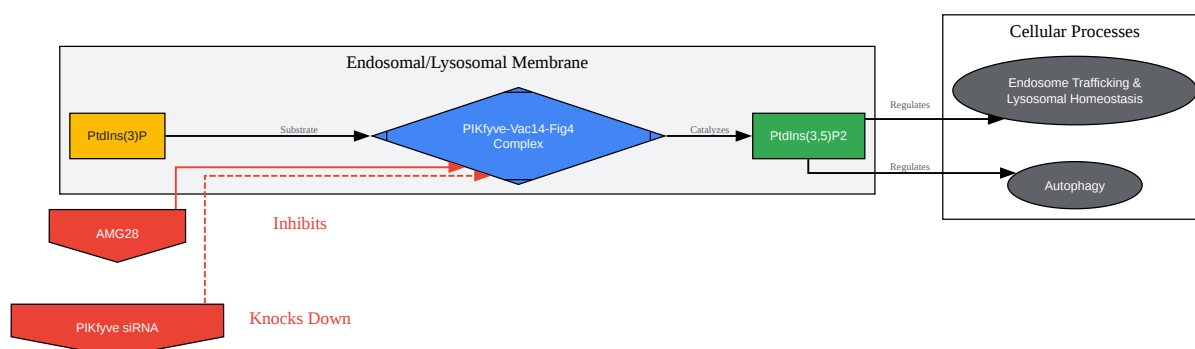 Cellular Processes
Endosomal/Lysosomal Membrane
Endosome Trafficking &
Lysosomal Homeostasis
Regulates
PtdIns(3)P
Substrate
PIKfyve-Vac14-Fig4
Complex
Catalyzes
PtdIns(3,5)P2
Regulates
Autophagy
AMG28
Inhibits
PIKfyve siRNA
Knocks Down